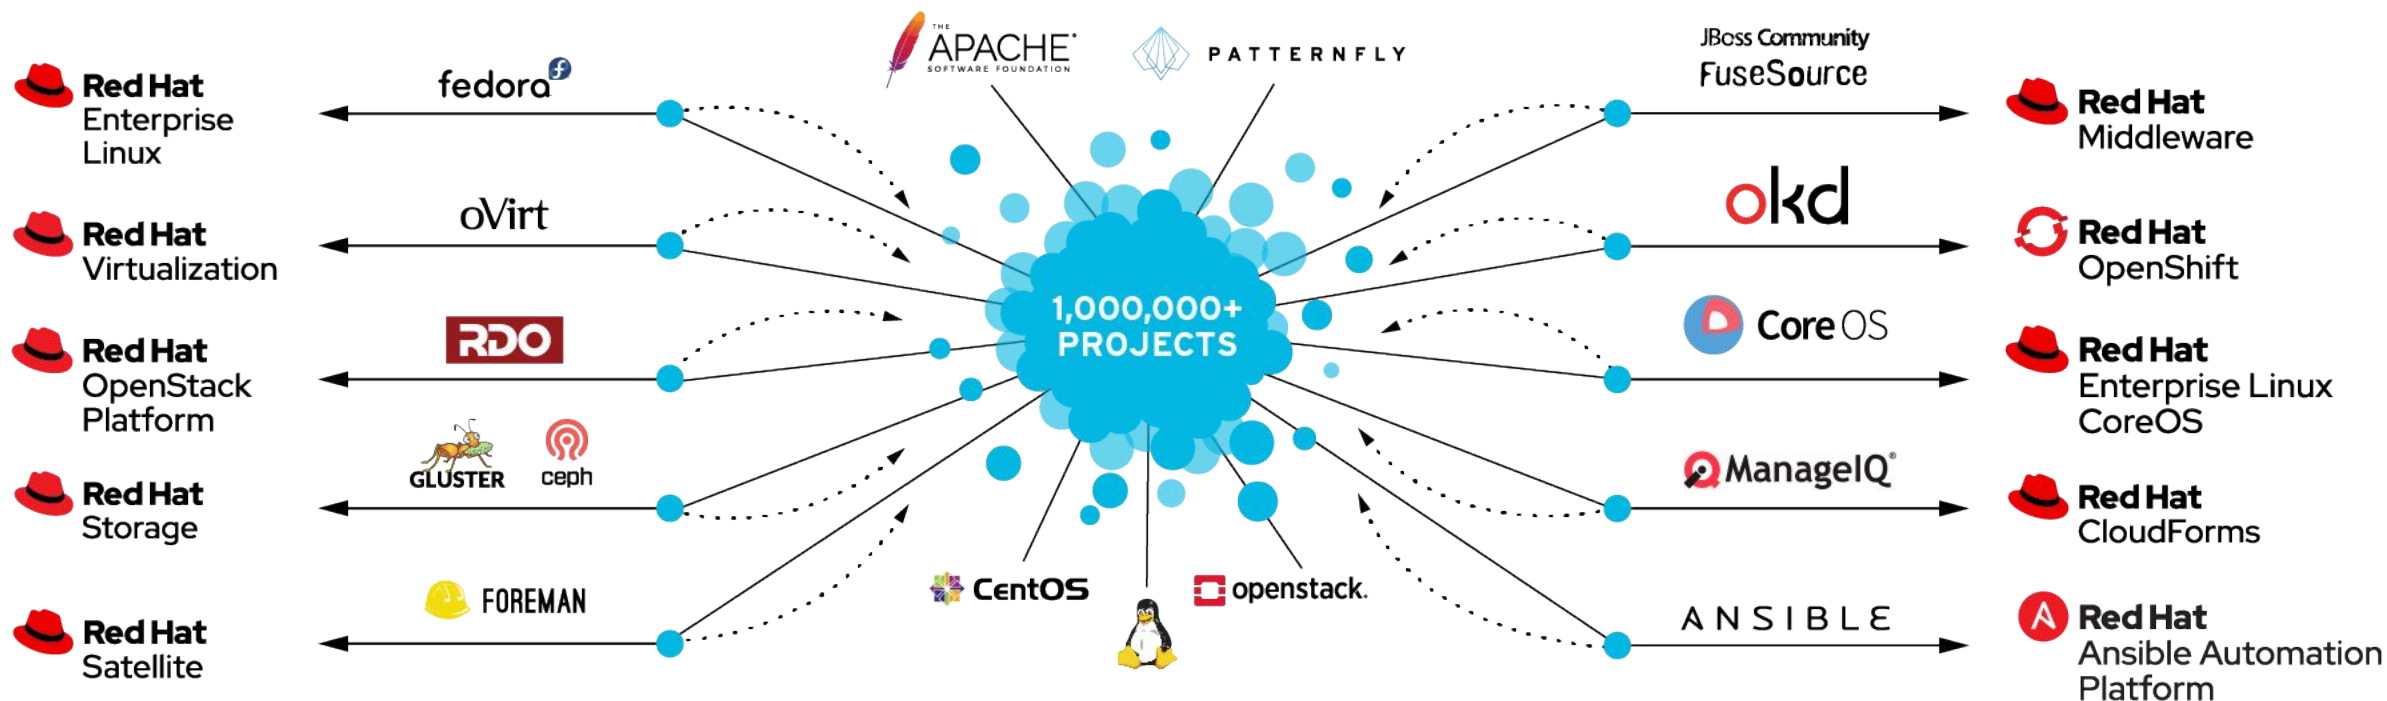 Red Hat
Enterprise
Linux
fedora
Red Hat
Virtualization
oVirt
Red Hat
OpenStack
Platform
RDO
Red Hat
Storage
GLUSTER
ceph
Red Hat
Satellite
FOREMAN
THE
APACHE®
SOFTWARE FOUNDATION
PATTERNFLY
1,000,000+
PROJECTS
CentOS
openstack.
JBoss Community
FuseSource
Red Hat
Middleware
okd
Red Hat
OpenShift
CoreOS
Red Hat
Enterprise Linux
CoreOS
ManageIQ®
Red Hat
CloudForms
ANSIBLE
A
Red Hat
Ansible Automation
Platform